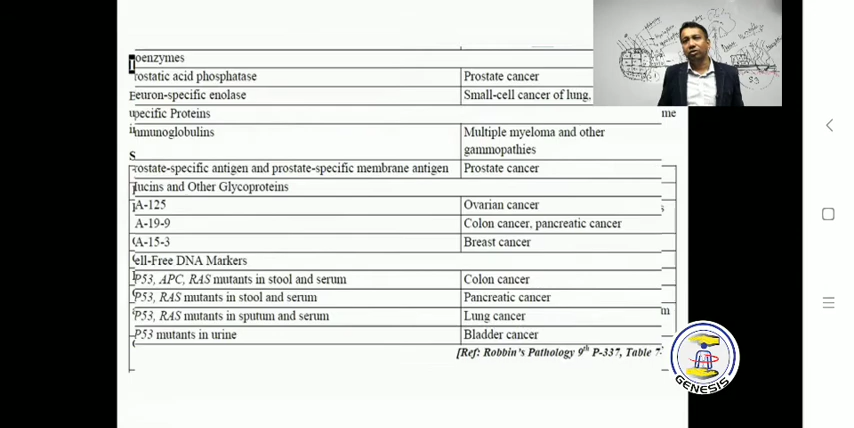 oenzymes
rostatic acid phosphatase Prostate cancer
euron-specific enolase Small-cell cancer of lung,
pecific Proteins me
nmunoglobulins Multiple myeloma and other
gammopathies
rostate-specific antigen and prostate-specific membrane antigen Prostate cancer
lucins and Other Glycoproteins
A-125 Ovarian cancer
A-19-9 Colon cancer, pancreatic cancer
A-15-3 Breast cancer
ell-Free DNA Markers
P53, APC, RAS mutants in stool and serum Colon cancer
P53, RAS mutants in stool and serum Pancreatic cancer
P53, RAS mutants in sputum and serum Lung cancer
P53 mutants in urine Bladder cancer
[Ref: Robbin's Pathology 9th P-337, Table 7-
GENESIS